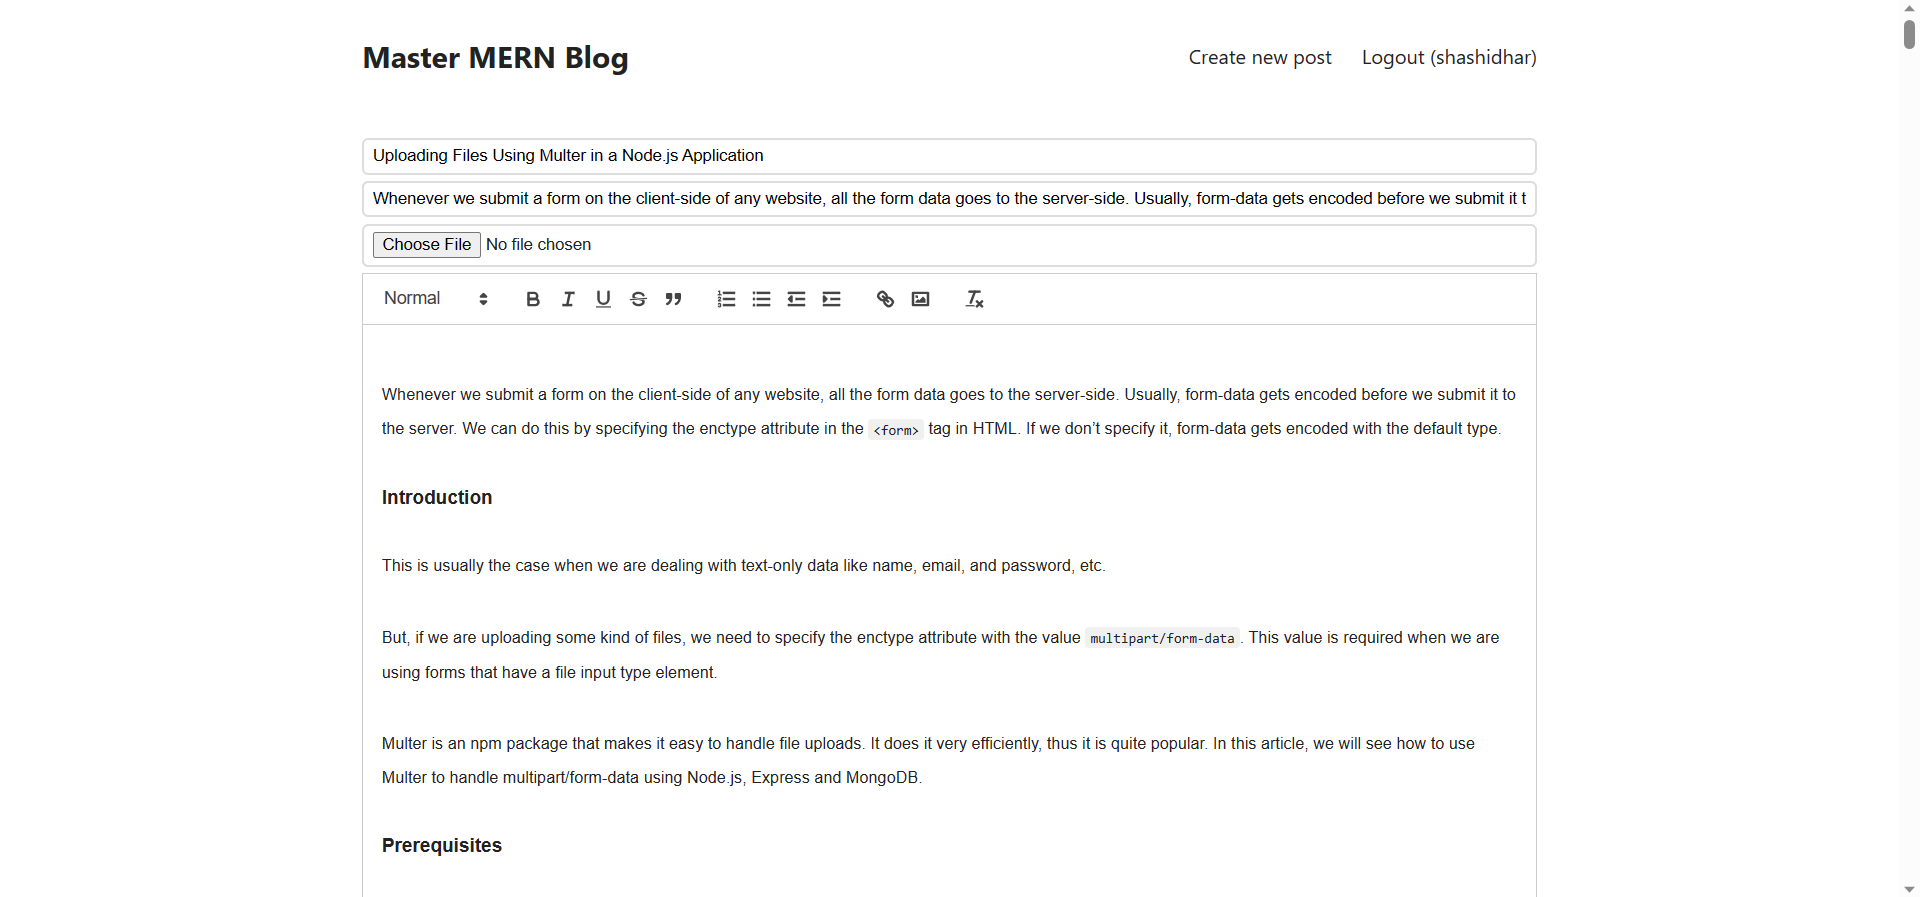 Master MERN Blog
Create new post
Logout (shashidhar)
Uploading Files Using Multer in a Node.js Application
Whenever we submit a form on the client-side of any website, all the form data goes to the server-side. Usually, form-data gets encoded before we submit it t
Choose File No file chosen
Normal
Whenever we submit a form on the client-side of any website, all the form data goes to the server-side. Usually, form-data gets encoded before we submit it to
the server. We can do this by specifying the enctype attribute in the <form> tag in HTML. If we don’t specify it, form-data gets encoded with the default type.
Introduction
This is usually the case when we are dealing with text-only data like name, email, and password, etc.
But, if we are uploading some kind of files, we need to specify the enctype attribute with the value multipart/form-data. This value is required when we are
using forms that have a file input type element.
Multer is an npm package that makes it easy to handle file uploads. It does it very efficiently, thus it is quite popular. In this article, we will see how to use
Multer to handle multipart/form-data using Node.js, Express and MongoDB.
Prerequisites